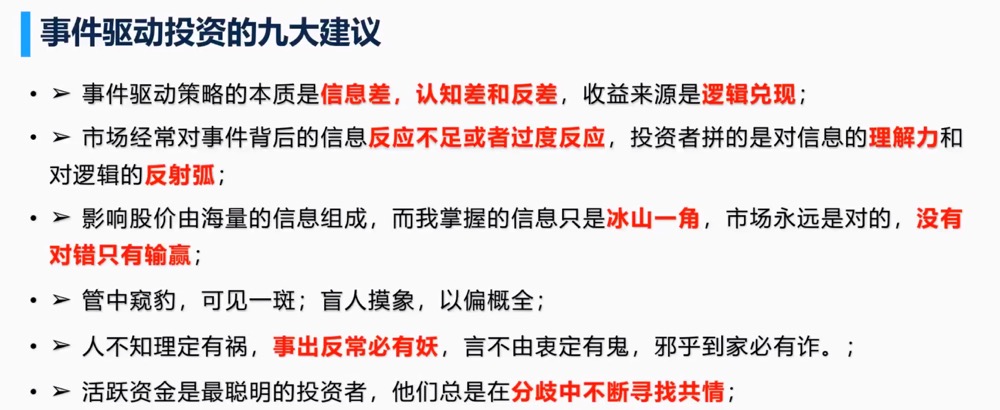 事件驱动投资的九大建议
• ➢ 事件驱动策略的本质是信息差，认知差和反差，收益来源是逻辑兑现；
• ➢ 市场经常对事件背后的信息反应不足或者过度反应，投资者拼的是对信息的理解力和
对逻辑的反射弧；
• ➢ 影响股价由海量的信息组成，而我掌握的信息只是冰山一角，市场永远是对的，没有
对错只有输赢；
• ➢ 管中窥豹，可见一斑；盲人摸象，以偏概全；
• ➢ 人不知理定有祸，事出反常必有妖，言不由衷定有鬼，邪乎到家必有诈。；
• ➢ 活跃资金是最聪明的投资者，他们总是在分歧中不断寻找共情；